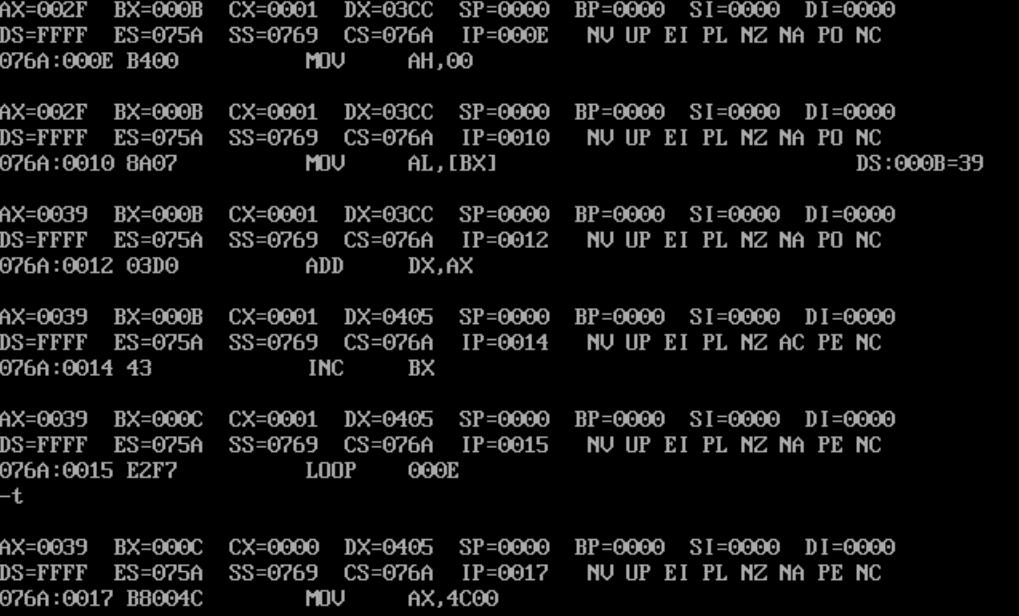 AX=002F  BX=000B  CX=0001  DX=03CC  SP=0000  BP=0000  SI=0000  DI=0000
DS=FFFF  ES=075A  SS=0769  CS=076A  IP=000E   NV UP EI PL NZ NA PO NC
076A:000E B400          MOV     AH,00

AX=002F  BX=000B  CX=0001  DX=03CC  SP=0000  BP=0000  SI=0000  DI=0000
DS=FFFF  ES=075A  SS=0769  CS=076A  IP=0010   NV UP EI PL NZ NA PO NC
076A:0010 8A07          MOV     AL,[BX]                            DS:000B=39

AX=0039  BX=000B  CX=0001  DX=03CC  SP=0000  BP=0000  SI=0000  DI=0000
DS=FFFF  ES=075A  SS=0769  CS=076A  IP=0012   NV UP EI PL NZ NA PO NC
076A:0012 03D0          ADD     DX,AX

AX=0039  BX=000B  CX=0001  DX=0405  SP=0000  BP=0000  SI=0000  DI=0000
DS=FFFF  ES=075A  SS=0769  CS=076A  IP=0014   NV UP EI PL NZ AC PE NC
076A:0014 43            INC     BX

AX=0039  BX=000C  CX=0001  DX=0405  SP=0000  BP=0000  SI=0000  DI=0000
DS=FFFF  ES=075A  SS=0769  CS=076A  IP=0015   NV UP EI PL NZ NA PE NC
076A:0015 E2F7          LOOP    000E
-t

AX=0039  BX=000C  CX=0000  DX=0405  SP=0000  BP=0000  SI=0000  DI=0000
DS=FFFF  ES=075A  SS=0769  CS=076A  IP=0017   NV UP EI PL NZ NA PE NC
076A:0017 B8004C        MOV     AX,4C00